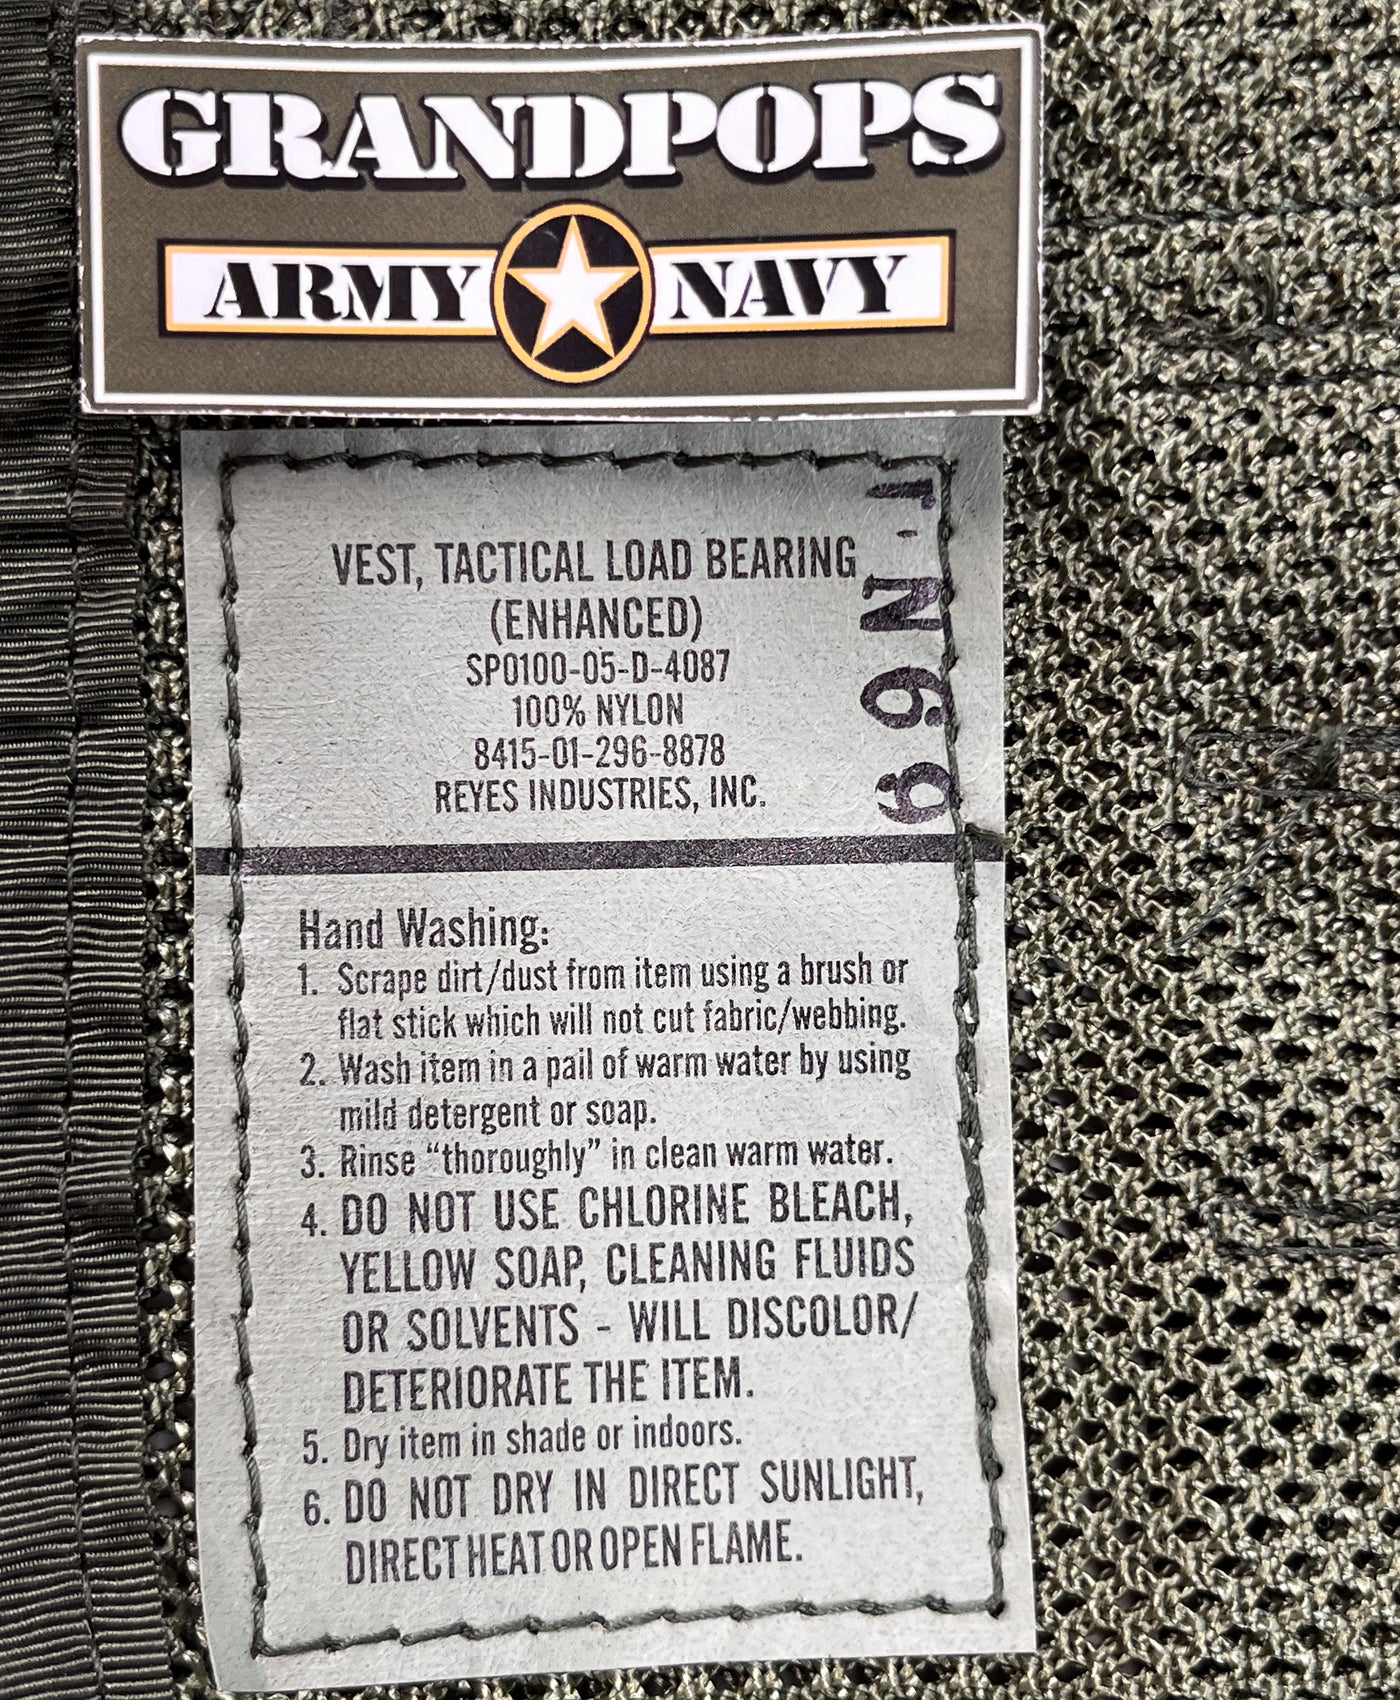 GRANDPOPS
ARMY NAVY
VEST, TACTICAL LOAD BEARING
(ENHANCED)
SP0100-05-D-4087
100% NYLON
8415-01-296-8878
REYES INDUSTRIES, INC.
Hand Washing:
1. Scrape dirt/dust from item using a brush or
flat stick which will not cut fabric/webbing.
2. Wash item in a pail of warm water by using
mild detergent or soap.
3. Rinse “thoroughly” in clean warm water.
4. DO NOT USE CHLORINE BLEACH,
YELLOW SOAP, CLEANING FLUIDS
OR SOLVENTS - WILL DISCOLOR/
DETERIORATE THE ITEM.
5. Dry item in shade or indoors.
6. DO NOT DRY IN DIRECT SUNLIGHT,
DIRECT HEAT OR OPEN FLAME.